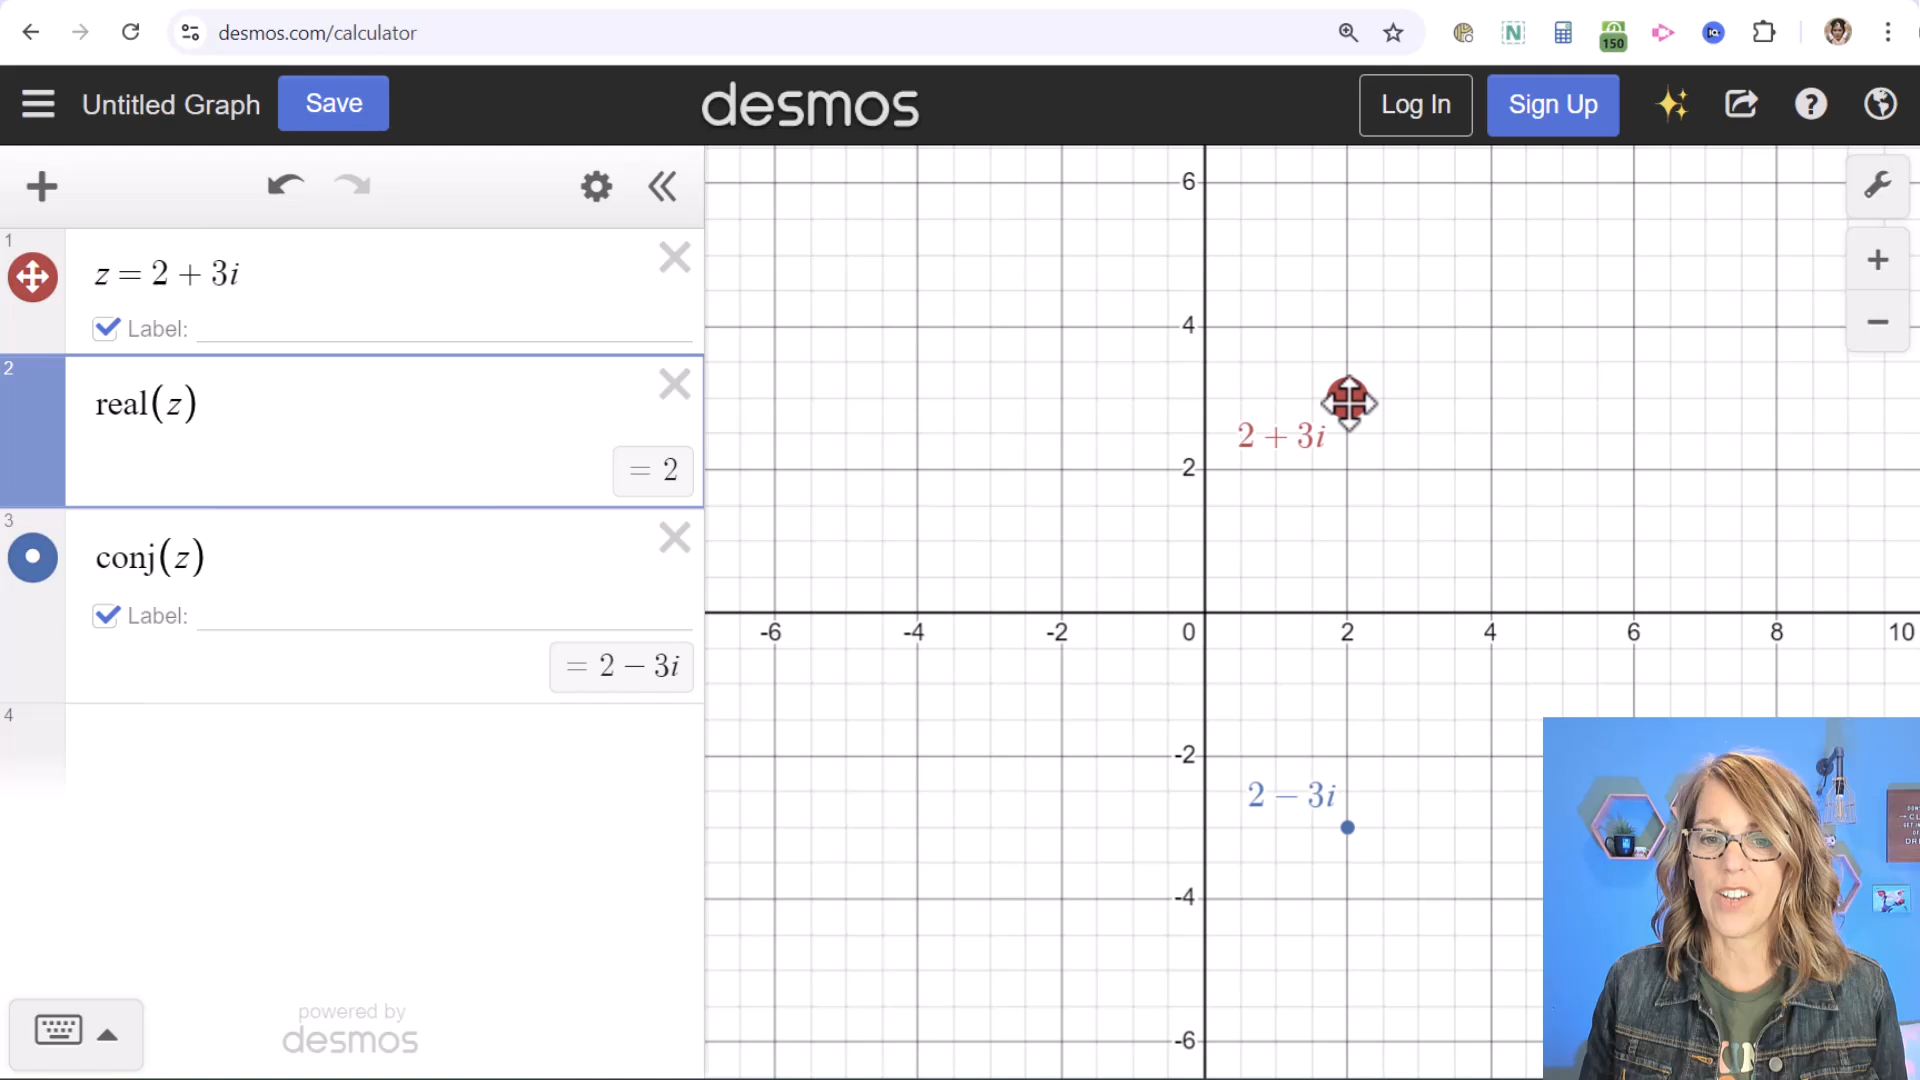 desmos.com/calculator
N
150
IQ
Untitled Graph
Save
desmos
Log In
Sign Up
1
z = 2 + 3i
Label:
2
real(z)
= 2
3
conj(z)
Label:
= 2 − 3i
4
powered by
desmos
6
4
2
-6
-4
-2
0
2
4
6
8
10
-2
-4
-6
2 + 3i
2 − 3i